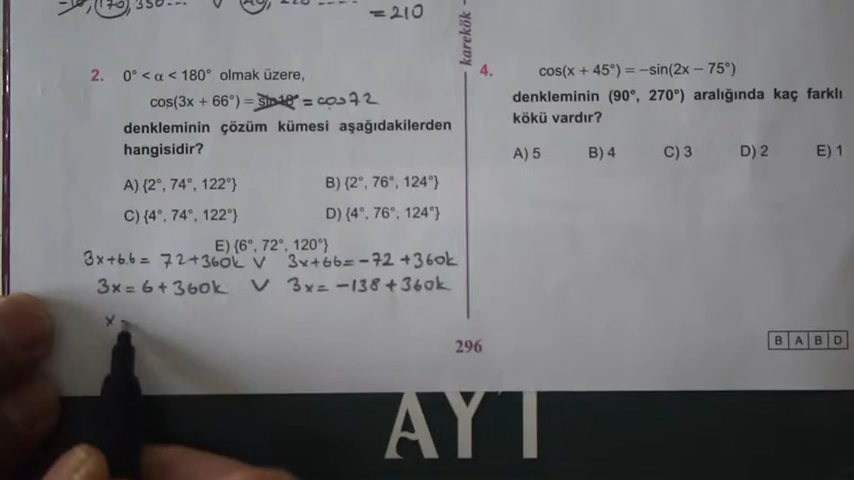 170, 350...
V
= 210
karekök
2. 0° < α < 180° olmak üzere,
cos(3x + 66°) = sin18° = cos72
denkleminin çözüm kümesi aşağıdakilerden
hangisidir?
A) {2°, 74°, 122°} B) {2°, 76°, 124°}
C) {4°, 74°, 122°} D) {4°, 76°, 124°}
E) {6°, 72°, 120°}
3x+66 = 72+360k V 3x+66=-72+360k
3x = 6+360k V 3x = -138+360k
x =
4. cos(x + 45°) = –sin(2x – 75°)
denkleminin (90°, 270°) aralığında kaç farklı
kökü vardır?
A) 5 B) 4 C) 3 D) 2 E) 1
296
B A B D
AYT